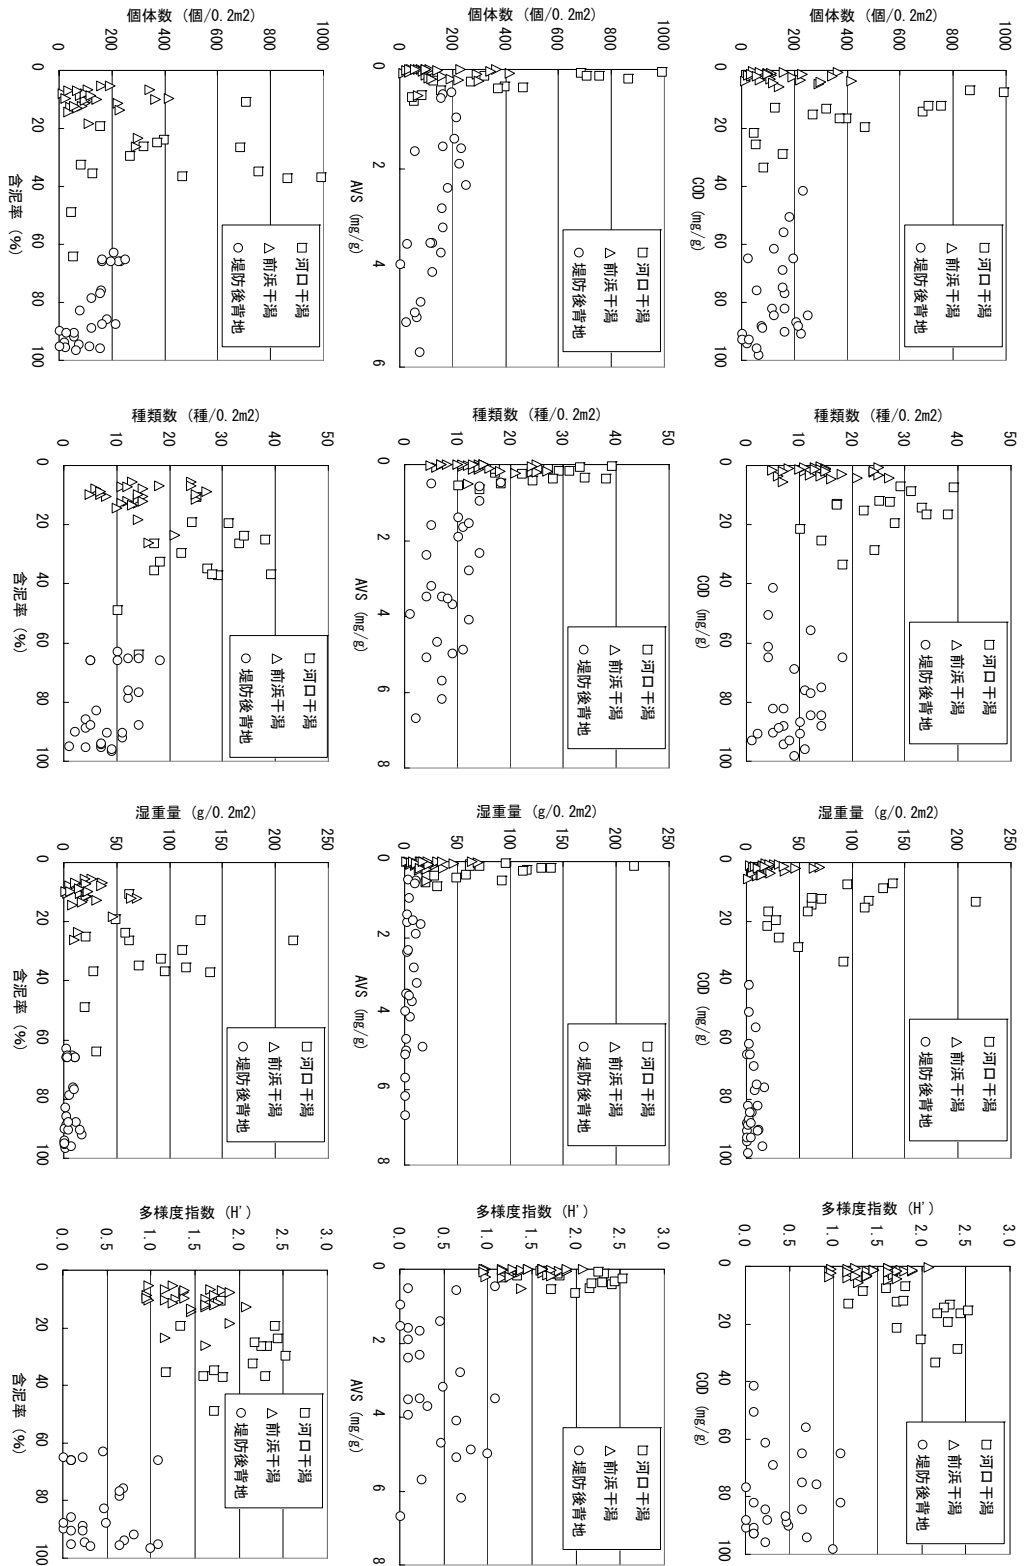 個体数 (個/0.2m2)
0 200 400 600 800 1000
0 20 40 60 80 100
COD (mg/g)
□河口干潟
△前浜干潟
○堤防後背地
種類数 (種/0.2m2)
0 10 20 30 40 50
0 20 40 60 80 100
COD (mg/g)
□河口干潟
△前浜干潟
○堤防後背地
湿重量 (g/0.2m2)
0 50 100 150 200 250
0 20 40 60 80 100
COD (mg/g)
□河口干潟
△前浜干潟
○堤防後背地
多様度指数 (H')
0.0 0.5 1.0 1.5 2.0 2.5 3.0
0 20 40 60 80 100
COD (mg/g)
□河口干潟
△前浜干潟
○堤防後背地
個体数 (個/0.2m2)
0 200 400 600 800 1000
0 2 4 6
AVS (mg/g)
□河口干潟
△前浜干潟
○堤防後背地
種類数 (種/0.2m2)
0 10 20 30 40 50
0 2 4 6 8
AVS (mg/g)
□河口干潟
△前浜干潟
○堤防後背地
湿重量 (g/0.2m2)
0 50 100 150 200 250
0 2 4 6 8
AVS (mg/g)
□河口干潟
△前浜干潟
○堤防後背地
多様度指数 (H')
0.0 0.5 1.0 1.5 2.0 2.5 3.0
0 2 4 6 8
AVS (mg/g)
□河口干潟
△前浜干潟
○堤防後背地
個体数 (個/0.2m2)
0 200 400 600 800 1000
0 20 40 60 80 100
含泥率 (%)
□河口干潟
△前浜干潟
○堤防後背地
種類数 (種/0.2m2)
0 10 20 30 40 50
0 20 40 60 80 100
含泥率 (%)
□河口干潟
△前浜干潟
○堤防後背地
湿重量 (g/0.2m2)
0 50 100 150 200 250
0 20 40 60 80 100
含泥率 (%)
□河口干潟
△前浜干潟
○堤防後背地
多様度指数 (H')
0.0 0.5 1.0 1.5 2.0 2.5 3.0
0 20 40 60 80 100
含泥率 (%)
□河口干潟
△前浜干潟
○堤防後背地